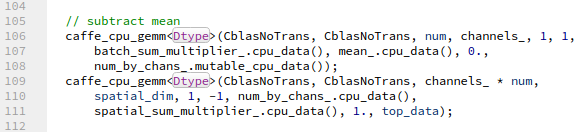 104
105 // subtract mean
106 caffe_cpu_gemm<Dtype>(CblasNoTrans, CblasNoTrans, num, channels_, 1, 1,
107 batch_sum_multiplier_.cpu_data(), mean_.cpu_data(), 0.,
108 num_by_chans_.mutable_cpu_data());
109 caffe_cpu_gemm<Dtype>(CblasNoTrans, CblasNoTrans, channels_ * num,
110 spatial_dim, 1, -1, num_by_chans_.cpu_data(),
111 spatial_sum_multiplier_.cpu_data(), 1., top_data);
112